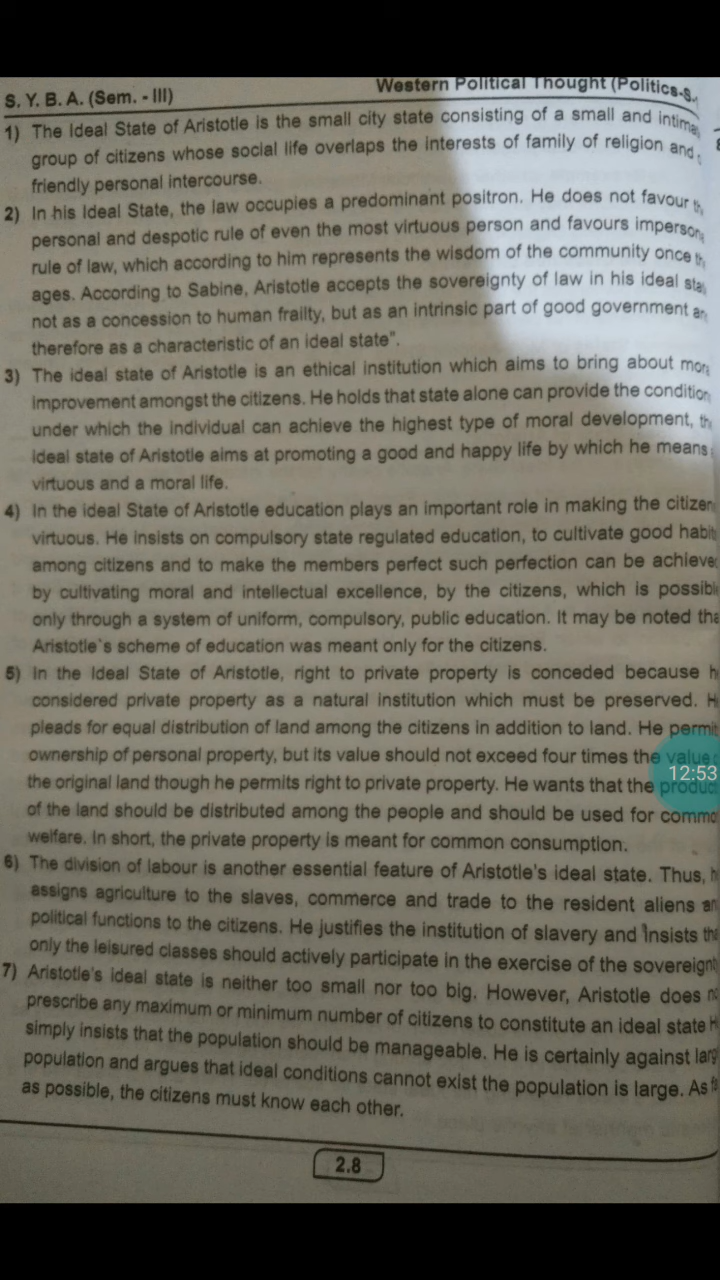 S. Y. B. A. (Sem. - III)
Western Political Thought (Politics-S.
1) The Ideal State of Aristotle is the small city state consisting of a small and
group of citizens whose social life overlaps the interests of family of religion and
friendly personal intercourse.
2) In his Ideal State, the law occupies a predominant positron. He does not favour
personal and despotic rule of even the most virtuous person and favours
rule of law, which according to him represents the wisdom of the community once
ages. According to Sabine, Aristotle accepts the sovereignty of law in his ideal
not as a concession to human frailty, but as an intrinsic part of good government
therefore as a characteristic of an ideal state".
3) The ideal state of Aristotle is an ethical institution which aims to bring about
improvement amongst the citizens. He holds that state alone can provide the condition
under which the individual can achieve the highest type of moral development,
ideal state of Aristotle aims at promoting a good and happy life by which he means
virtuous and a moral life.
4) In the ideal State of Aristotle education plays an important role in making the citizen
virtuous. He insists on compulsory state regulated education, to cultivate good habit
among citizens and to make the members perfect such perfection can be achieve
by cultivating moral and intellectual excellence, by the citizens, which is possibl
only through a system of uniform, compulsory, public education. It may be noted tha
Aristotle's scheme of education was meant only for the citizens.
5) In the Ideal State of Aristotle, right to private property is conceded because h
considered private property as a natural institution which must be preserved. H
pleads for equal distribution of land among the citizens in addition to land. He permit
ownership of personal property, but its value should not exceed four times the value
12:53
the original land though he permits right to private property. He wants that the produc
of the land should be distributed among the people and should be used for commo
welfare. In short, the private property is meant for common consumption.
6) The division of labour is another essential feature of Aristotle's ideal state. Thus, h
assigns agriculture to the slaves, commerce and trade to the resident aliens an
political functions to the citizens. He justifies the institution of slavery and insists tha
only the leisured classes should actively participate in the exercise of the sovereignt
7) Aristotle's ideal state is neither too small nor too big. However, Aristotle does
prescribe any maximum or minimum number of citizens to constitute an ideal state H
simply insists that the population should be manageable. He is certainly against larg
population and argues that ideal conditions cannot exist the population is large. As
as possible, the citizens must know each other.
2.8